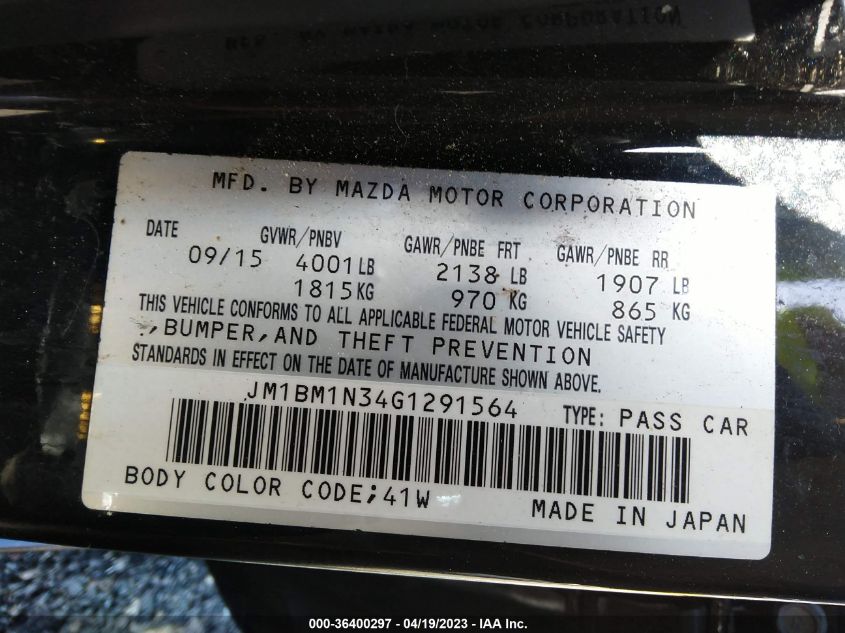 MFD. BY MAZDA MOTOR CORPORATION
DATE GVWR/PNBV GAWR/PNBE FRT GAWR/PNBE RR
09/15 4001LB 2138 LB 1907 LB
1815KG 970 KG 865 KG
THIS VEHICLE CONFORMS TO ALL APPLICABLE FEDERAL MOTOR VEHICLE SAFETY
,BUMPER,AND THEFT PREVENTION
STANDARDS IN EFFECT ON THE DATE OF MANUFACTURE SHOWN ABOVE.
JM1BM1N34G1291564 TYPE: PASS CAR
BODY COLOR CODE;41W
MADE IN JAPAN
000-36400297 - 04/19/2023 - IAA Inc.